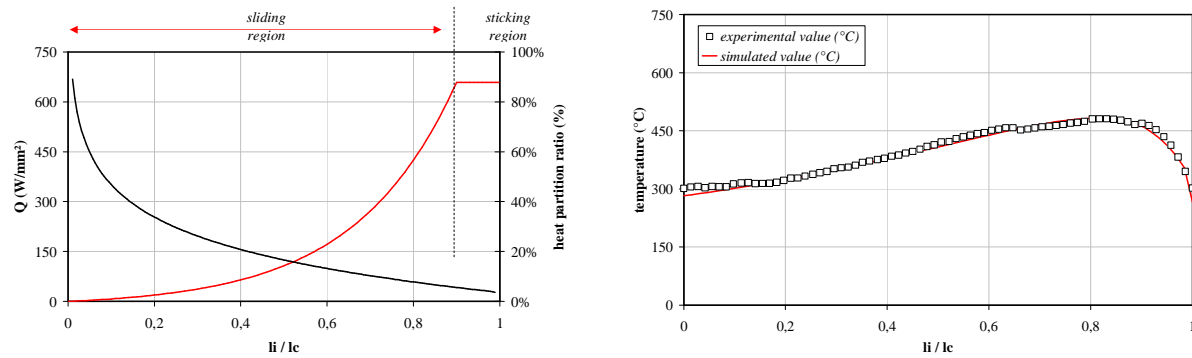 sliding
region
sticking
region
Q (W/mm²)
750
600
450
300
150
0
100%
80%
60%
40%
20%
0%
heat partition ratio (%)
0
0,2
0,4
0,6
0,8
1
li / lc
temperature (°C)
750
600
450
300
150
0
experimental value (°C)
simulated value (°C)
0
0,2
0,4
0,6
0,8
1
li / lc